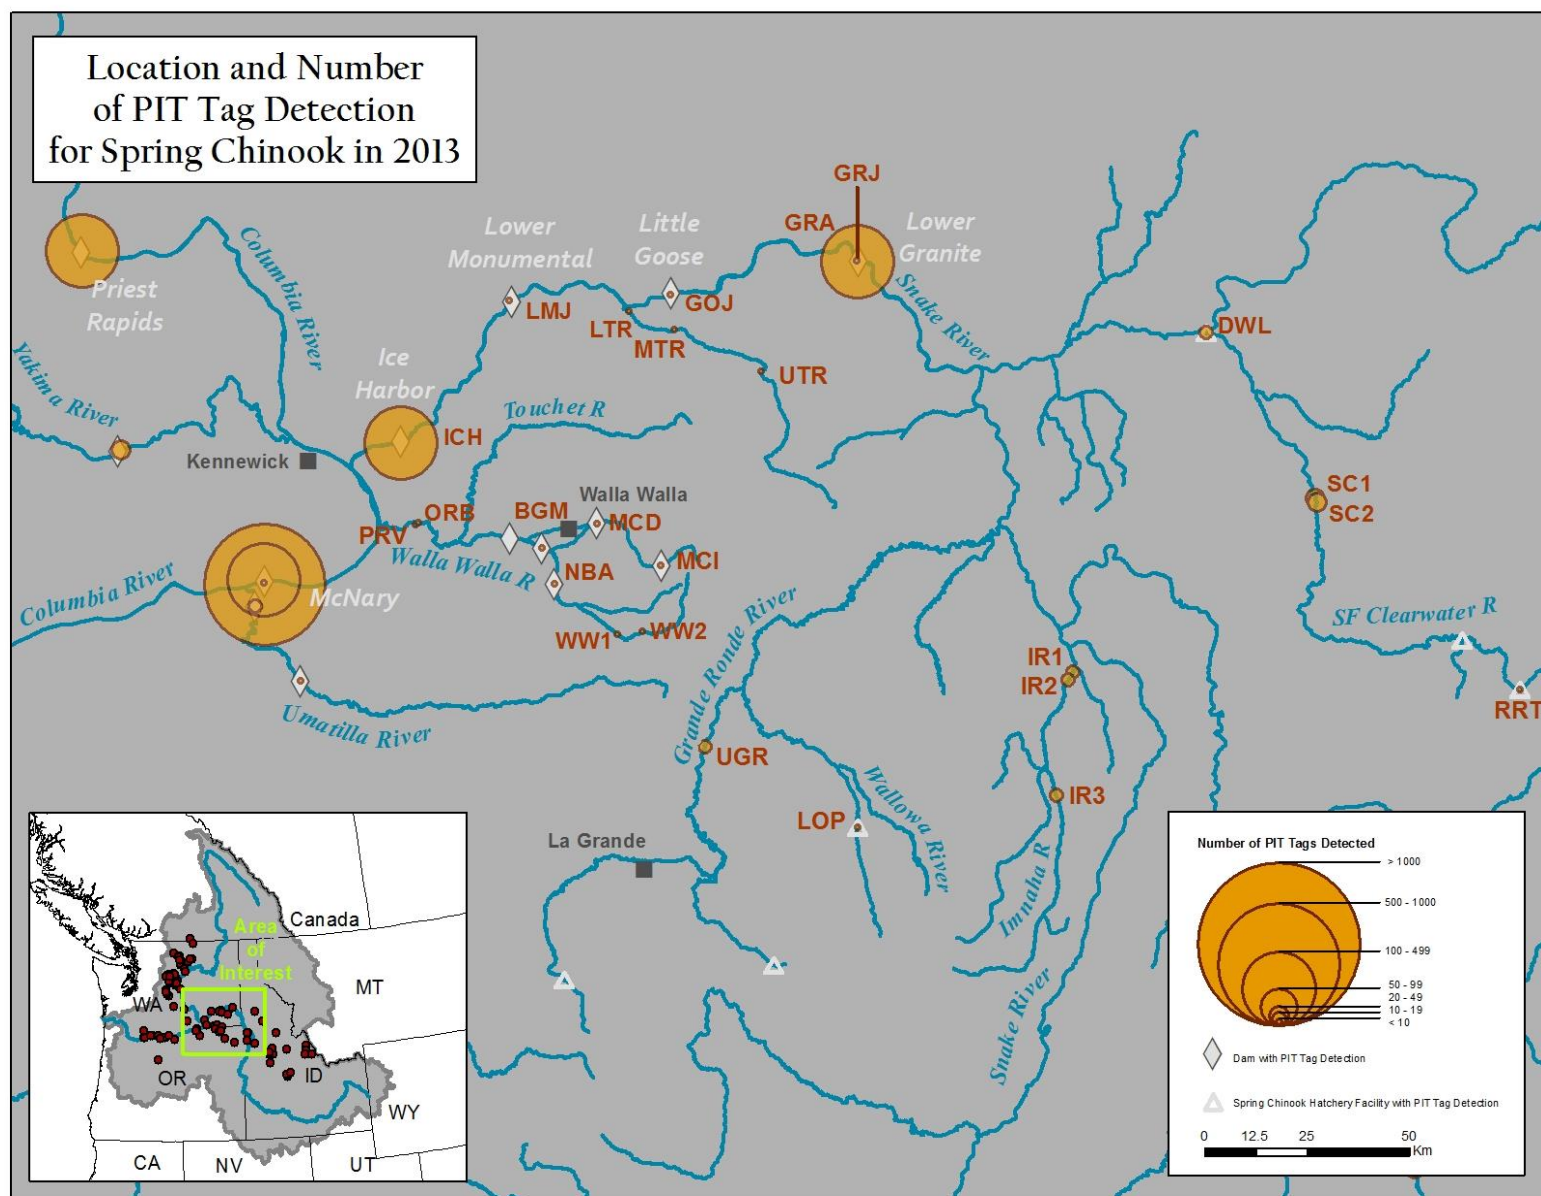 Location and Number
of PIT Tag Detection
for Spring Chinook in 2013
GRJ
GRA
Lower
Granite
Little
Goose
Lower
Monumental
Columbia River
Priest
Rapids
LMJ
GOJ
LTR
MTR
UTR
Snake River
DWL
Yakima River
Ice
Harbor
ICH
Touchet R
Kennewick
Walla Walla
BGM
MCD
ORB
PRV
Walla Walla R
NBA
MCI
SC1
SC2
Columbia River
McNary
WW1
WW2
SF Clearwater R
Grande Ronde River
IR1
IR2
RRT
Umatilla River
UGR
Wallowa River
IR3
LOP
La Grande
Imnaha R
Snake River
Canada
Area
of
Interest
MT
WA
OR
ID
WY
CA
NV
UT
Number of PIT Tags Detected
> 1000
500 - 1000
100 - 499
50 - 99
20 - 49
10 - 19
< 10
Dam with PIT Tag Detection
Spring Chinook Hatchery Facility with PIT Tag Detection
0 12.5 25 50
Km